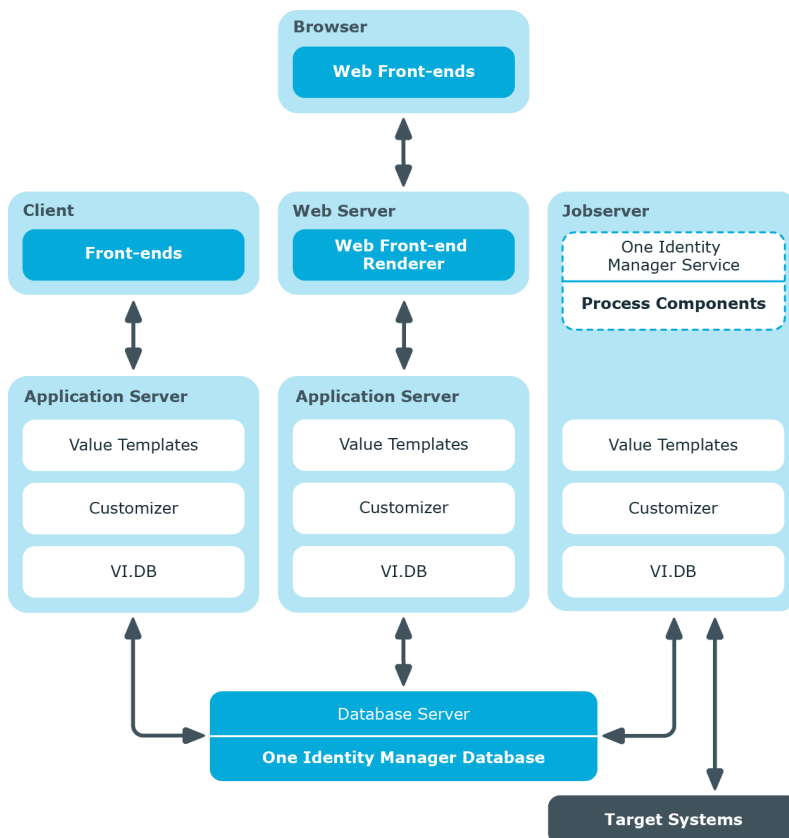 Browser
Web Front-ends
Client
Front-ends
Web Server
Web Front-end
Renderer
Jobserver
One Identity
Manager Service
Process Components
Application Server
Value Templates
Customizer
VI.DB
Application Server
Value Templates
Customizer
VI.DB
Value Templates
Customizer
VI.DB
Database Server
One Identity Manager Database
Target Systems